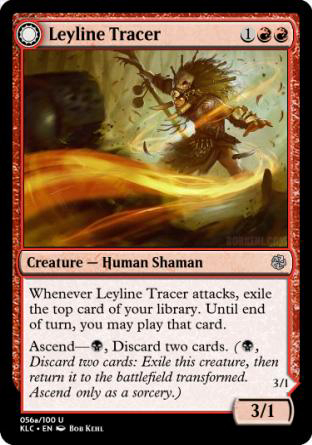 Leyline Tracer 1
BOBKEHL.COM
Creature — Human Shaman
Whenever Leyline Tracer attacks, exile
the top card of your library. Until end
of turn, you may play that card.
Ascend—, Discard two cards. (,
Discard two cards: Exile this creature, then
return it to the battlefield transformed.
Ascend only as a sorcery.)
3/1
3/1
056a/100 U
KLC • EN Bob Kehl